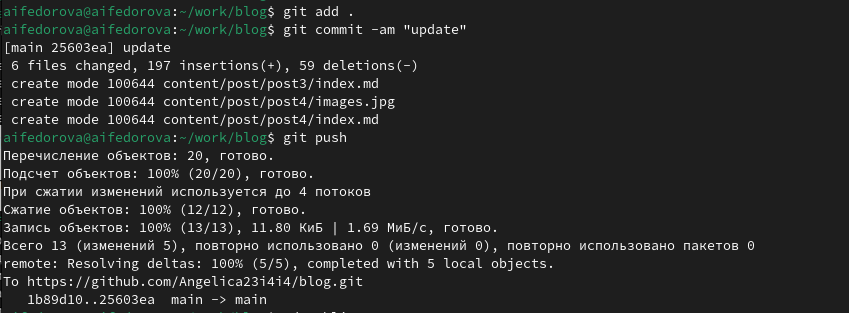 aifedorova@aifedorova:~/work/blog$ git add .
aifedorova@aifedorova:~/work/blog$ git commit -am "update"
[main 25603ea] update
 6 files changed, 197 insertions(+), 59 deletions(-)
 create mode 100644 content/post/post3/index.md
 create mode 100644 content/post/post4/images.jpg
 create mode 100644 content/post/post4/index.md
aifedorova@aifedorova:~/work/blog$ git push
Перечисление объектов: 20, готово.
Подсчет объектов: 100% (20/20), готово.
При сжатии изменений используется до 4 потоков
Сжатие объектов: 100% (12/12), готово.
Запись объектов: 100% (13/13), 11.80 КиБ | 1.69 МиБ/с, готово.
Всего 13 (изменений 5), повторно использовано 0 (изменений 0), повторно использовано пакетов 0
remote: Resolving deltas: 100% (5/5), completed with 5 local objects.
To https://github.com/Angelica23i4i4/blog.git
   1b89d10..25603ea  main -> main